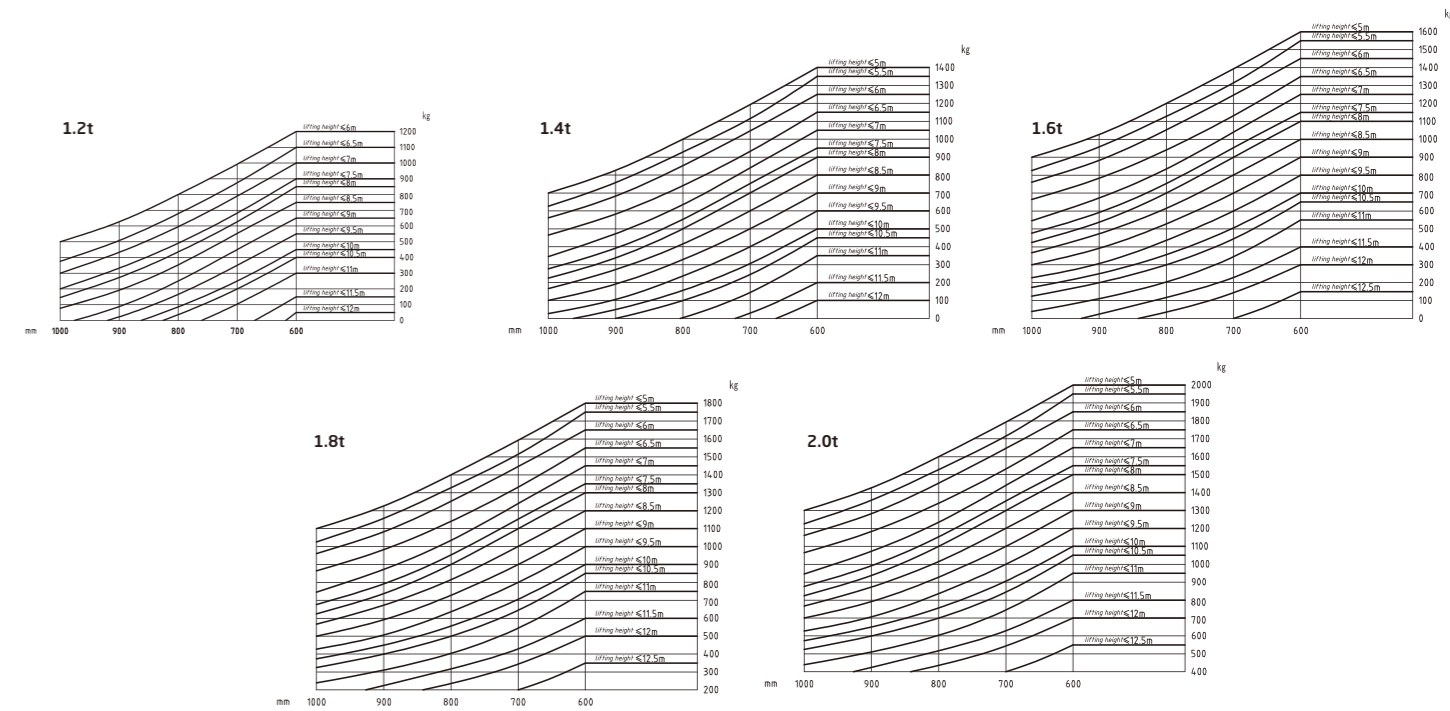 1.2t
kg
lifting height ≤6m
1200
lifting height ≤6.5m
1100
lifting height ≤7m
1000
lifting height ≤7.5m
900
lifting height ≤8m
800
lifting height ≤8.5m
700
lifting height ≤9m
600
lifting height ≤9.5m
500
lifting height ≤10m
lifting height ≤10.5m
400
lifting height ≤11m
300
200
lifting height ≤11.5m
100
lifting height ≤12m
0
mm 1000 900 800 700 600
1.4t
kg
lifting height ≤5m
1400
lifting height ≤5.5m
1300
lifting height ≤6m
1200
lifting height ≤6.5m
1100
lifting height ≤7m
1000
lifting height ≤7.5m
lifting height ≤8m
900
lifting height ≤8.5m
800
lifting height ≤9m
700
lifting height ≤9.5m
600
lifting height ≤10m
500
lifting height ≤10.5m
400
lifting height ≤11m
300
lifting height ≤11.5m
200
lifting height ≤12m
100
0
mm 1000 900 800 700 600
1.6t
lifting height ≤5m
1600
lifting height ≤5.5m
1500
lifting height ≤6m
1400
lifting height ≤6.5m
1300
lifting height ≤7m
1200
lifting height ≤7.5m
lifting height ≤8m
1100
lifting height ≤8.5m
1000
lifting height ≤9m
900
lifting height ≤9.5m
800
lifting height ≤10m
700
lifting height ≤10.5m
600
lifting height ≤11m
500
lifting height ≤11.5m
400
lifting height ≤12m
300
200
lifting height ≤12.5m
100
0
mm 1000 900 800 700 600
1.8t
kg
lifting height ≤5m
1800
lifting height ≤5.5m
1700
lifting height ≤6m
1600
lifting height ≤6.5m
1500
lifting height ≤7m
1400
lifting height ≤7.5m
lifting height ≤8m
1300
lifting height ≤8.5m
1200
lifting height ≤9m
1100
lifting height ≤9.5m
1000
lifting height ≤10m
900
lifting height ≤10.5m
800
lifting height ≤11m
700
lifting height ≤11.5m
600
lifting height ≤12m
500
400
lifting height ≤12.5m
300
200
mm 1000 900 800 700 600
2.0t
kg
lifting height ≤5m
2000
lifting height ≤5.5m
1900
lifting height ≤6m
1800
lifting height ≤6.5m
1700
lifting height ≤7m
1600
lifting height ≤7.5m
lifting height ≤8m
1500
lifting height ≤8.5m
1400
lifting height ≤9m
1300
lifting height ≤9.5m
1200
lifting height ≤10m
1100
lifting height ≤10.5m
1000
lifting height ≤11m
900
lifting height ≤11.5m
800
lifting height ≤12m
700
600
lifting height ≤12.5m
500
400
mm 1000 900 800 700 600